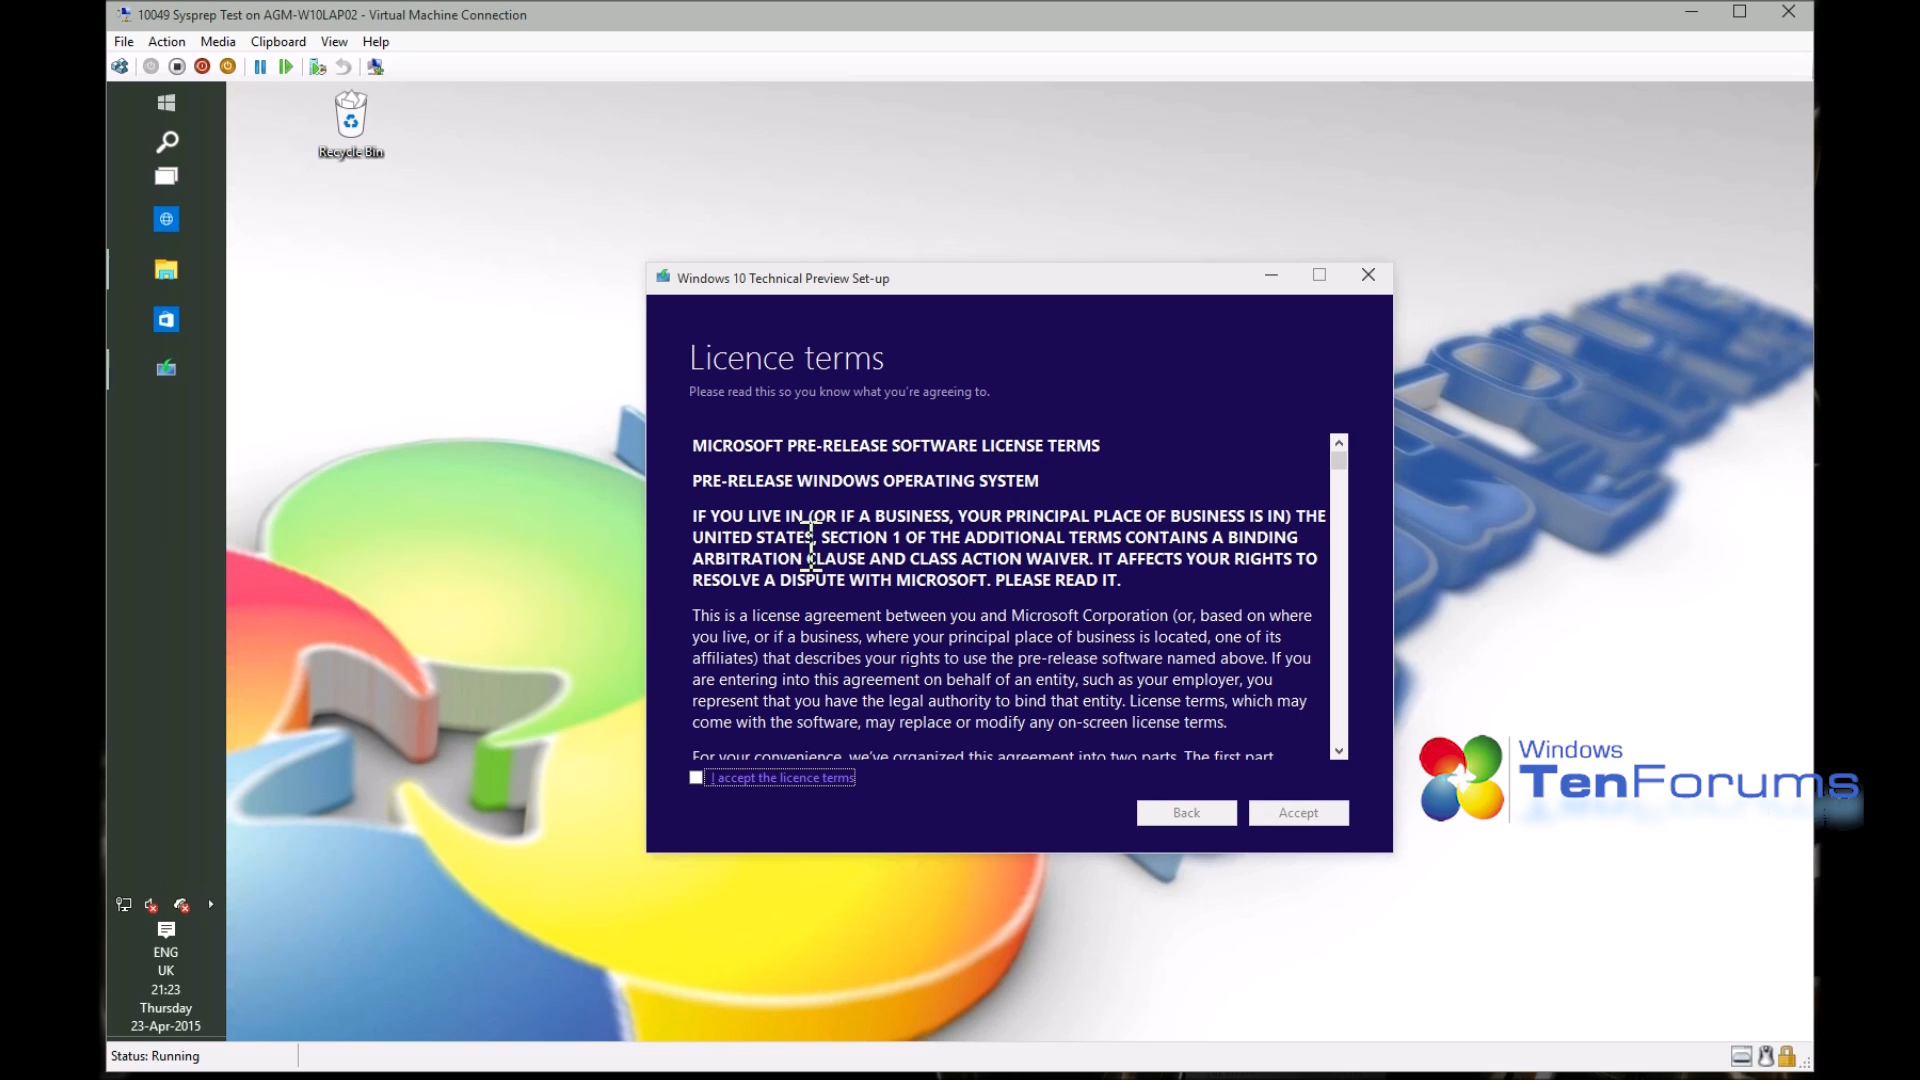 10049 Sysprep Test on AGM-W10LAP02 - Virtual Machine Connection
File Action Media Clipboard View Help
Recycle Bin
Windows 10 Technical Preview Set-up
Licence terms
Please read this so you know what you're agreeing to.
MICROSOFT PRE-RELEASE SOFTWARE LICENSE TERMS
PRE-RELEASE WINDOWS OPERATING SYSTEM
IF YOU LIVE IN (OR IF A BUSINESS, YOUR PRINCIPAL PLACE OF BUSINESS IS IN) THE
UNITED STATES, SECTION 1 OF THE ADDITIONAL TERMS CONTAINS A BINDING
ARBITRATION CLAUSE AND CLASS ACTION WAIVER. IT AFFECTS YOUR RIGHTS TO
RESOLVE A DISPUTE WITH MICROSOFT. PLEASE READ IT.
This is a license agreement between you and Microsoft Corporation (or, based on where
you live, or if a business, where your principal place of business is located, one of its
affiliates) that describes your rights to use the pre-release software named above. If you
are entering into this agreement on behalf of an entity, such as your employer, you
represent that you have the legal authority to bind that entity. License terms, which may
come with the software, may replace or modify any on-screen license terms.
For your convenience, we've organized this agreement into two parts. The first part
I accept the licence terms
Back Accept
Windows
TenForums
ENG
UK
21:23
Thursday
23-Apr-2015
Status: Running